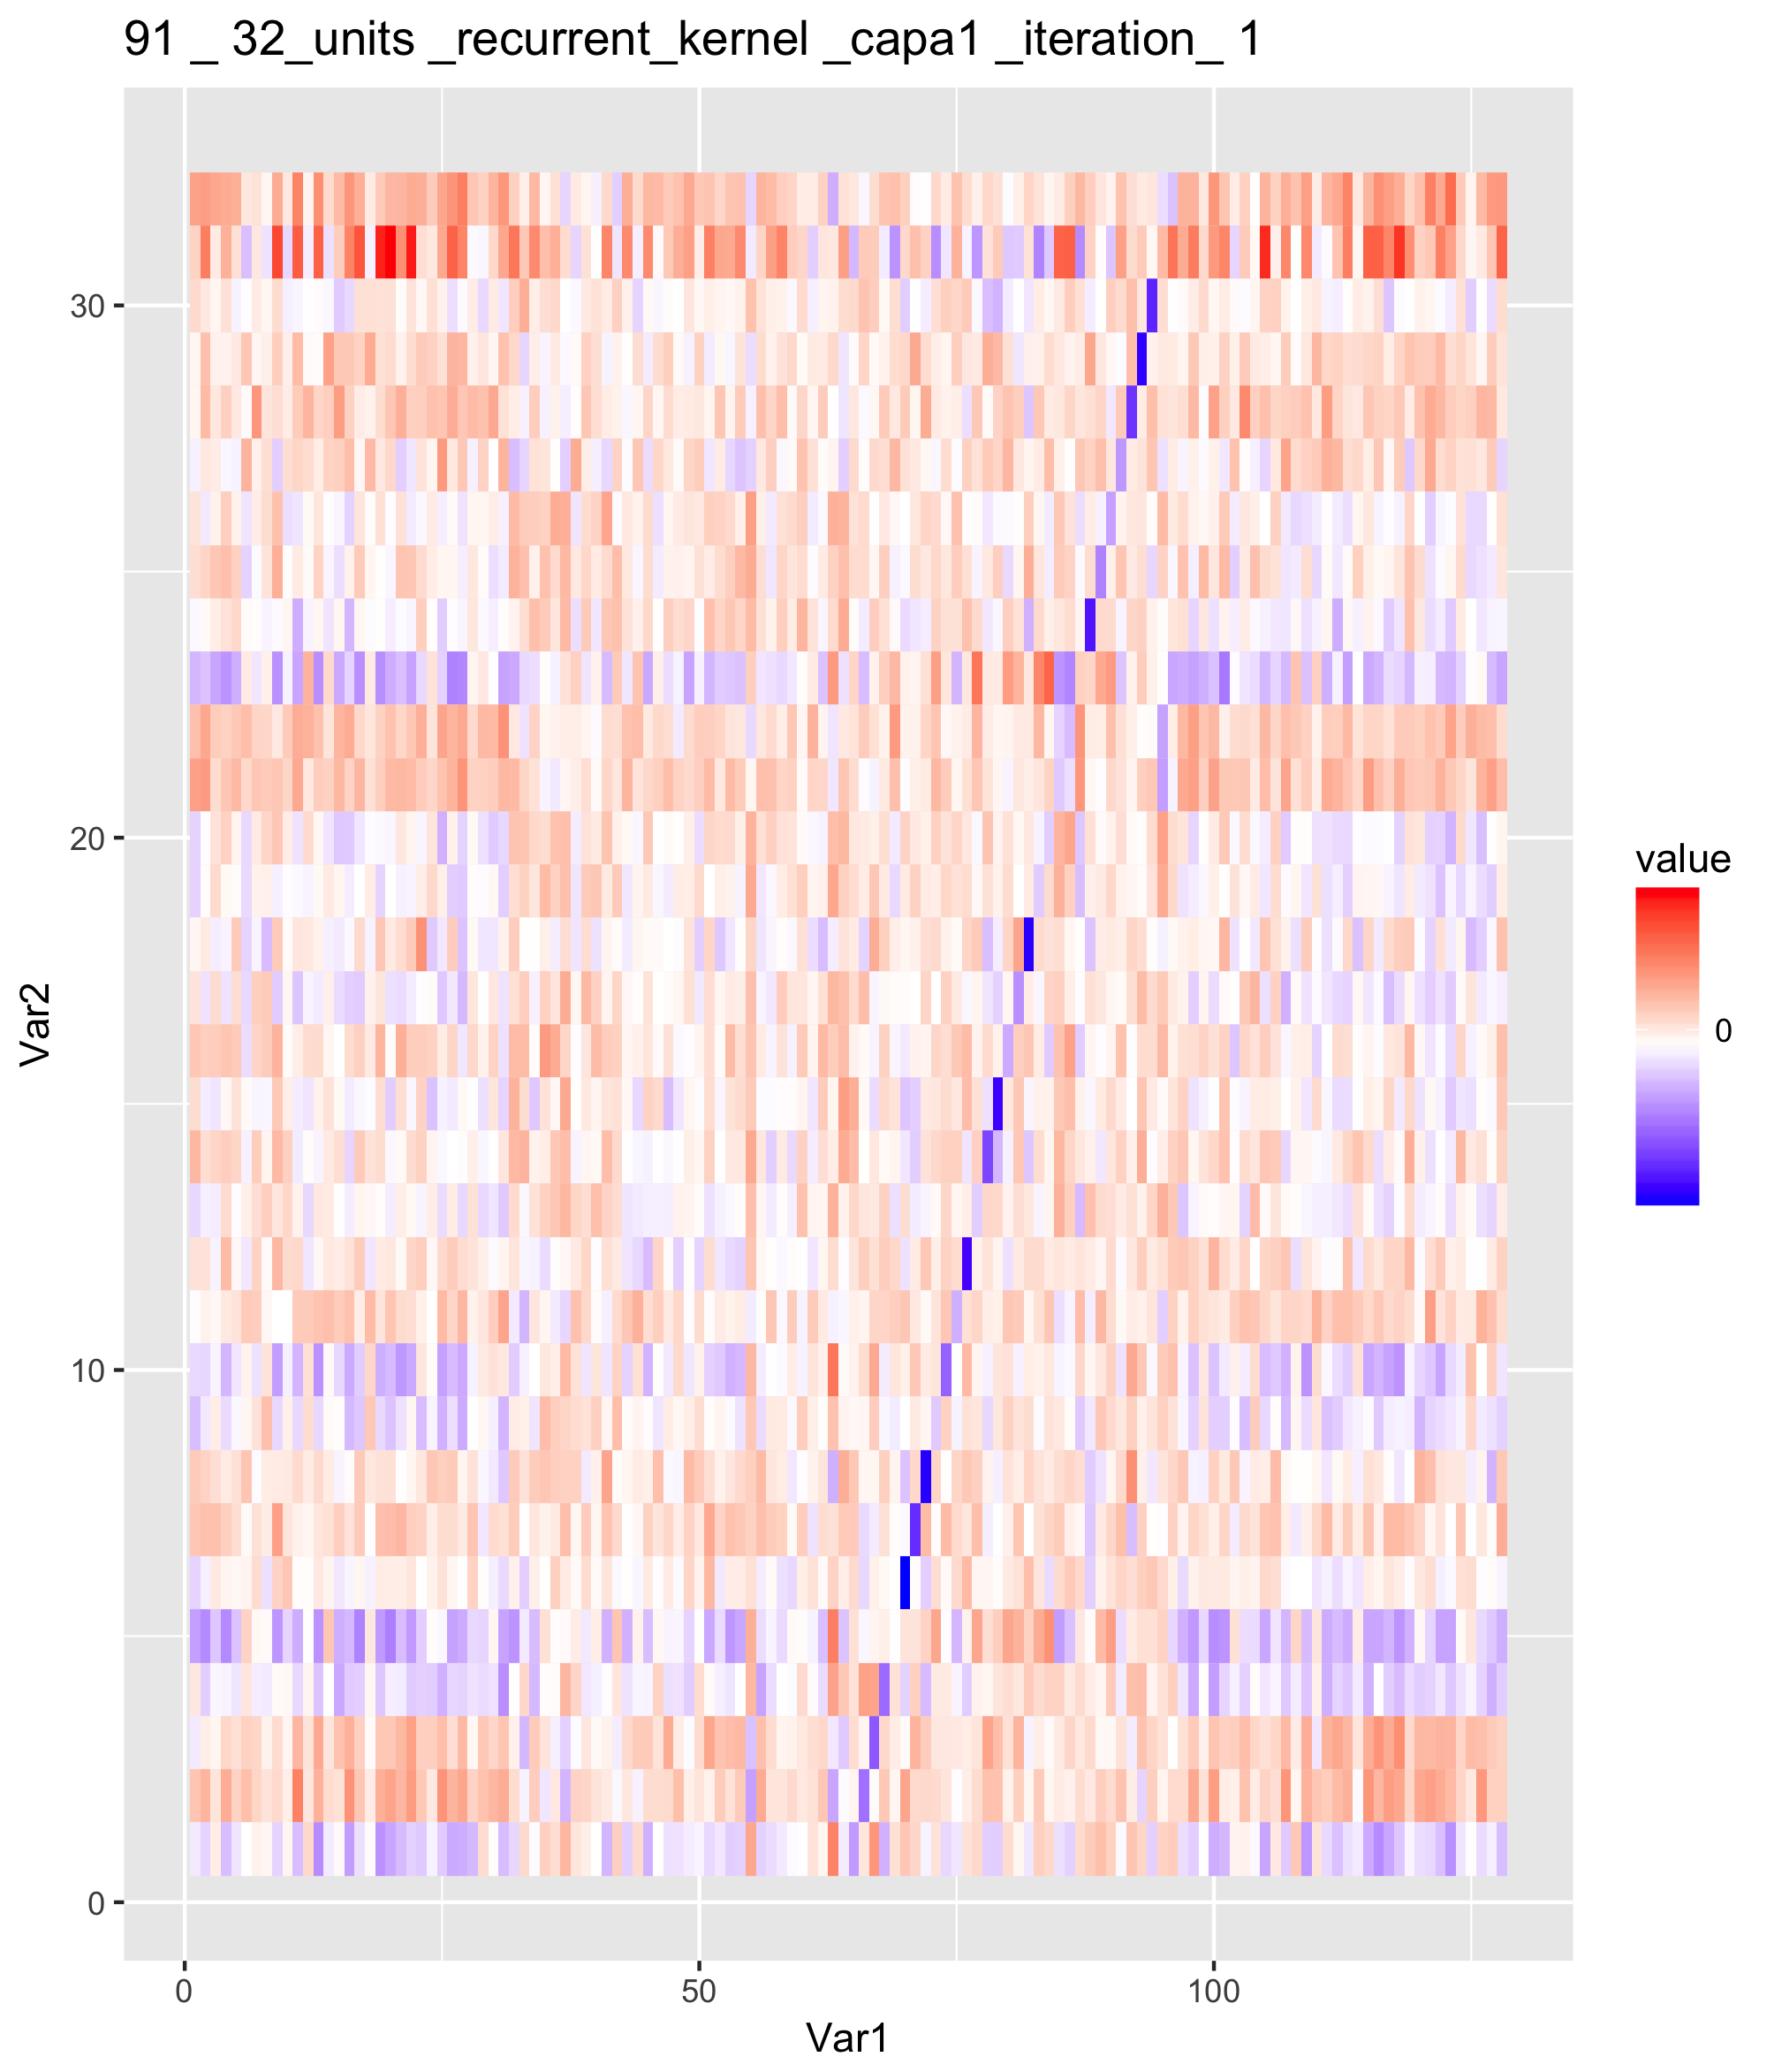 91 _ 32_units _recurrent_kernel _capa1 _iteration_ 1
30
20
10
0
Var2
0
50
100
Var1
value
0